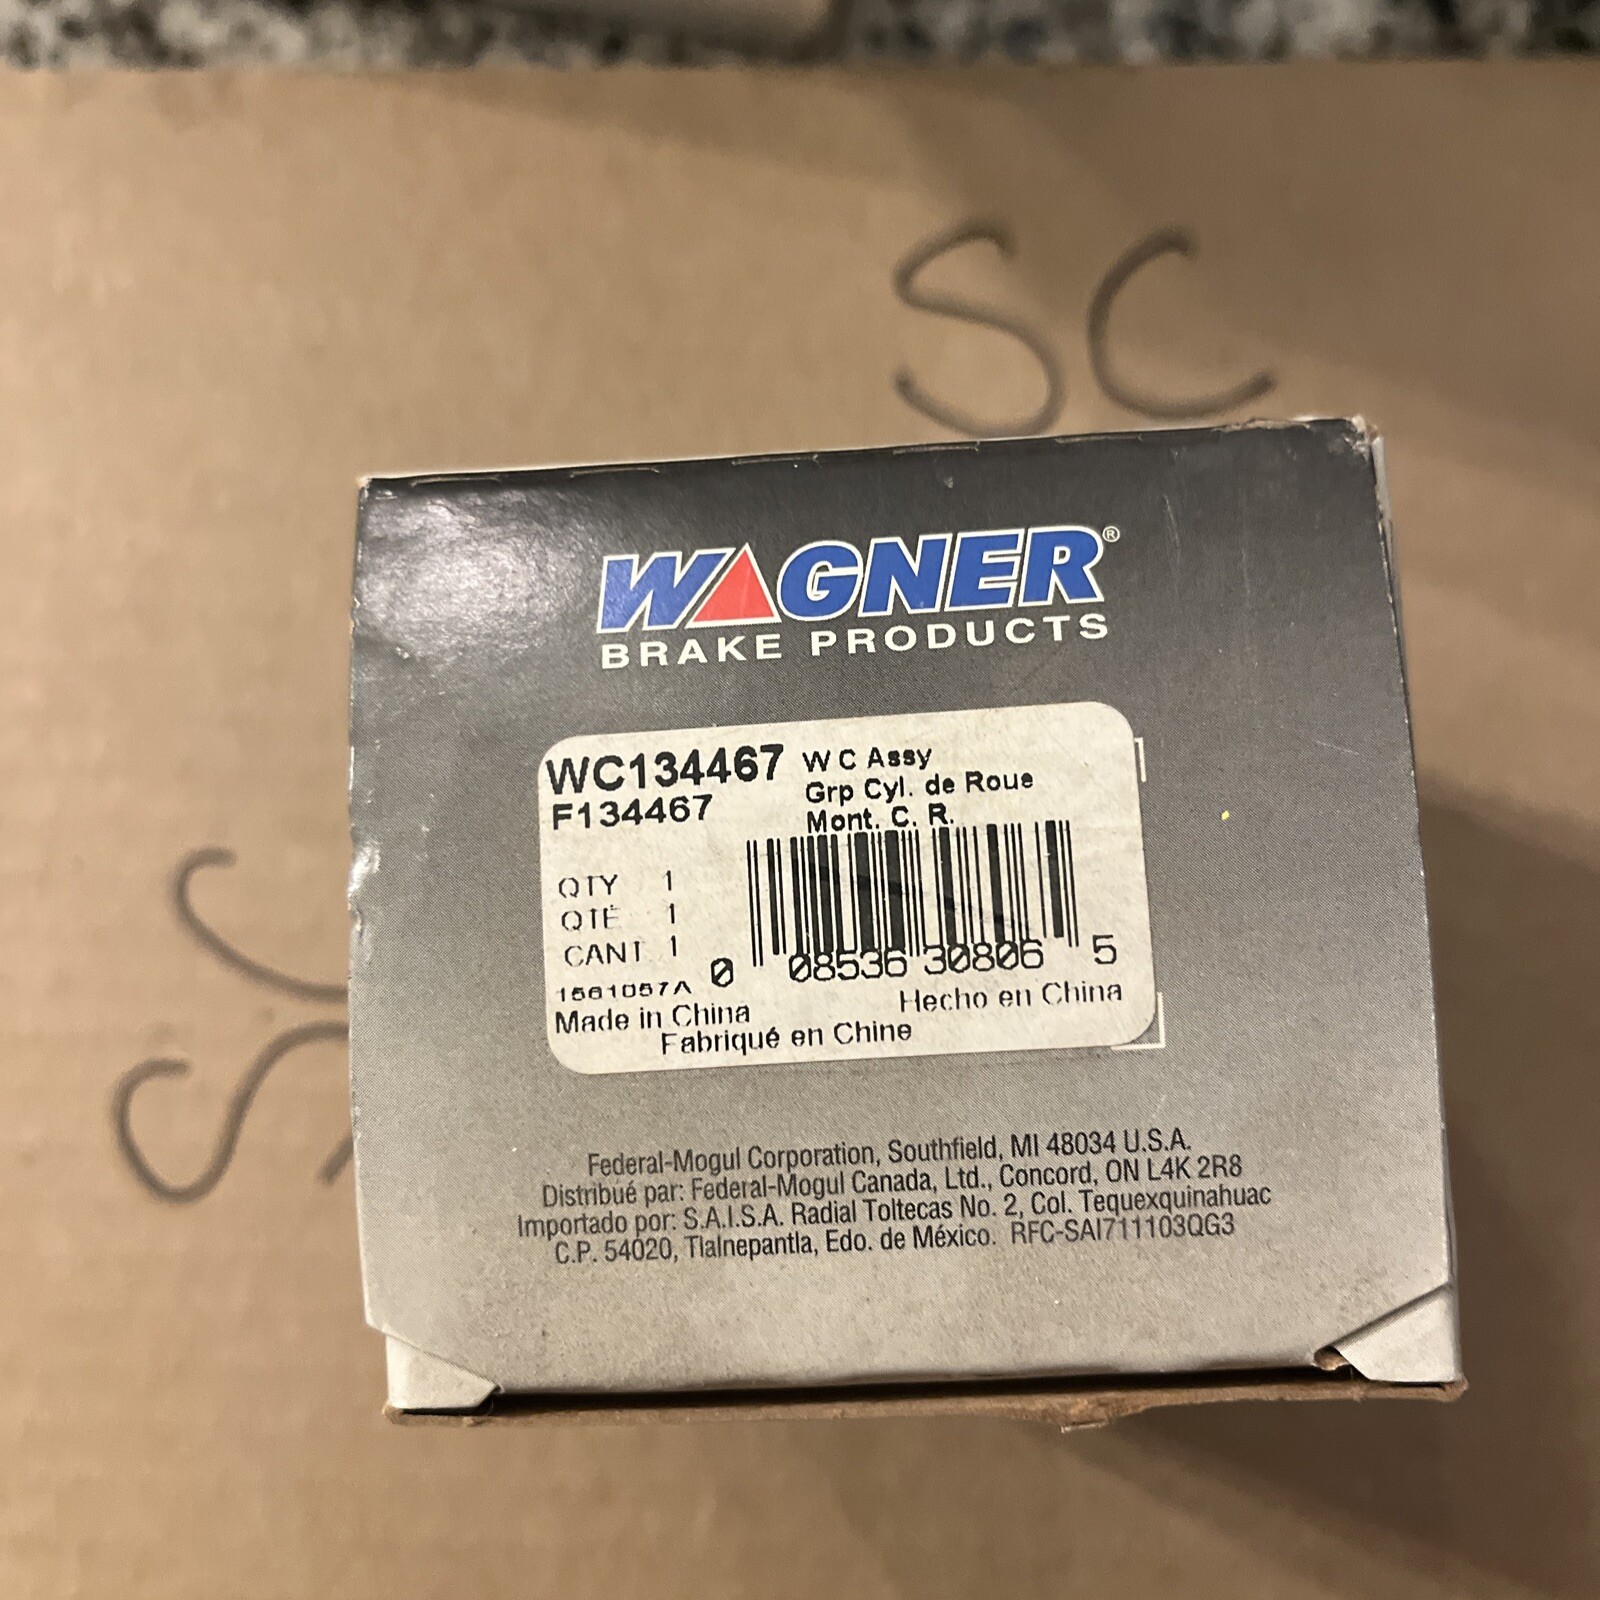 SC
WAGNER®
BRAKE PRODUCTS
WC134467
F134467
W C Assy
Grp Cyl. de Roue
Mont. C. R.
QTY 1
QTÉ 1
CANT 1
0 08536 30806 5
1561057A
Made in China
Hecho en China
Fabriqué en Chine
Federal-Mogul Corporation, Southfield, MI 48034 U.S.A.
Distribué par: Federal-Mogul Canada, Ltd., Concord, ON L4K 2R8
Importado por: S.A.I.S.A. Radial Toltecas No. 2, Col. Tequexquinahuac
C.P. 54020, Tlalnepantla, Edo. de México. RFC-SAI711103QG3